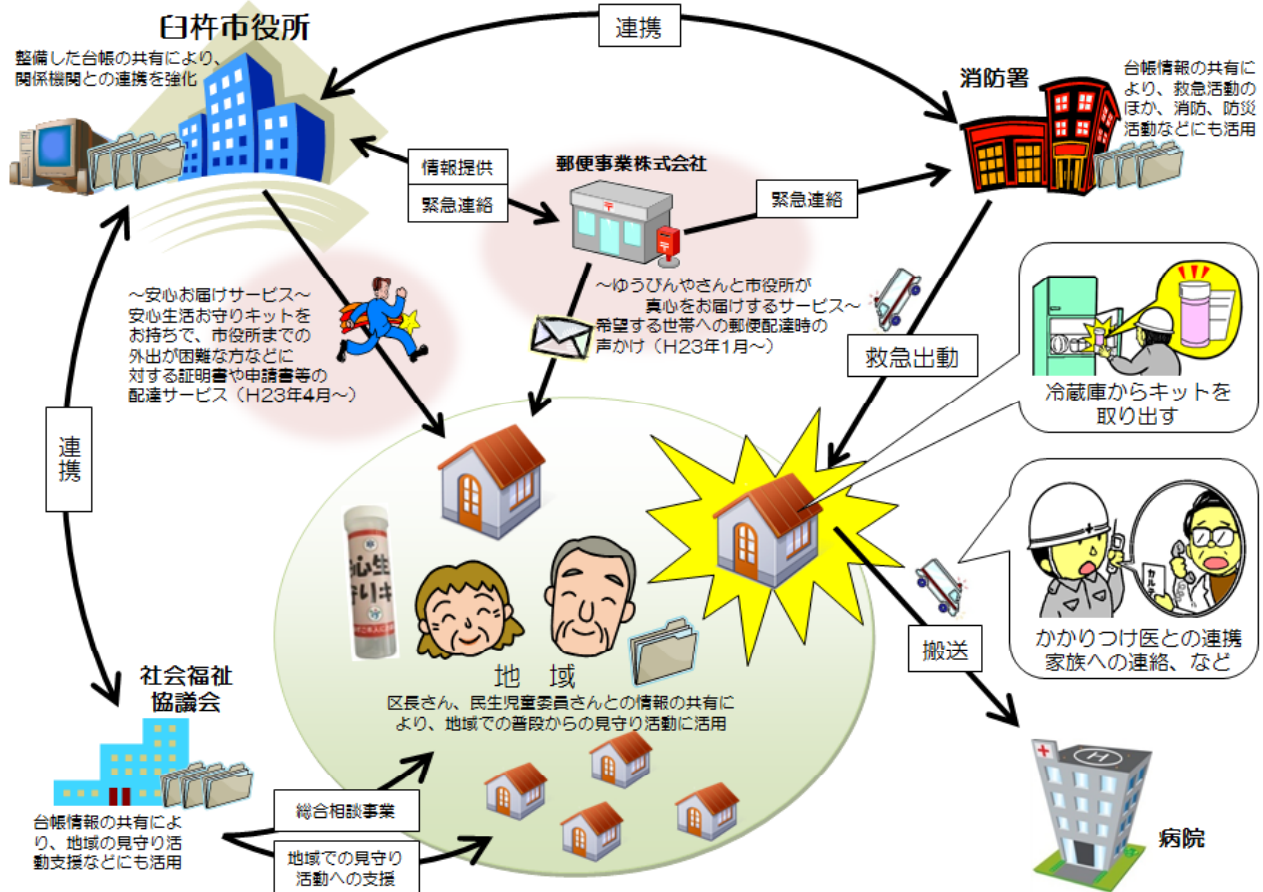 臼杵市役所
整備した台帳の共有により、
関係機関との連携を強化
連携
消防署
台帳情報の共有に
より、救急活動の
ほか、消防、防災
活動などにも活用
情報提供
緊急連絡
郵便事業株式会社
緊急連絡
～安心お届けサービス～
安心生活お守りキットを
お持ちで、市役所までの
外出が困難な方などに
対する証明書や申請書等の
配達サービス（H23年4月～）
～ゆうびんやさんと市役所が
真心をお届けするサービス～
希望する世帯への郵便配達時の
声かけ（H23年1月～）
救急出動
冷蔵庫からキットを
取り出す
連携
カルテ
かかりつけ医との連携
家族への連絡、など
搬送
地　域
区長さん、民生児童委員さんとの情報の共有に
より、地域での普段からの見守り活動に活用
社会福祉
協議会
台帳情報の共有によ
り、地域の見守り活
動支援などにも活用
総合相談事業
地域での見守り
活動への支援
H
病院